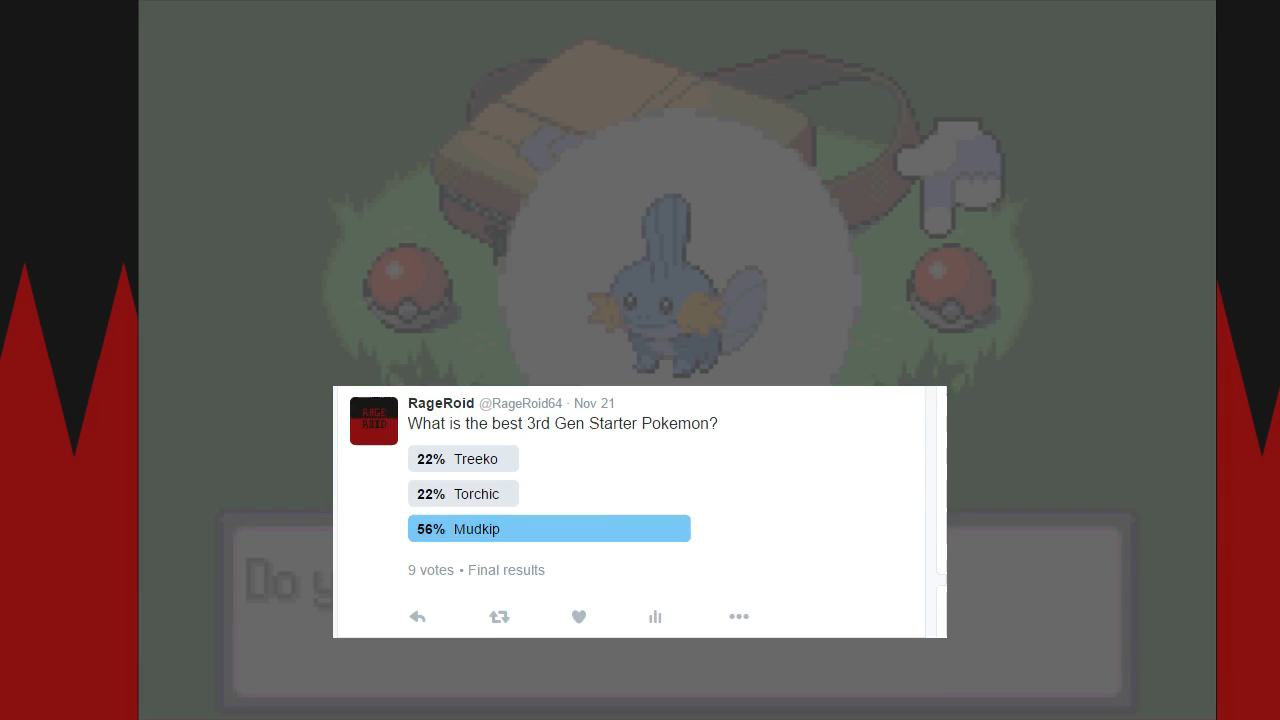 RageRoid @RageRoid64 · Nov 21
RAGE
ROID
What is the best 3rd Gen Starter Pokemon?
22% Treeko
22% Torchic
56% Mudkip
9 votes • Final results
Do y